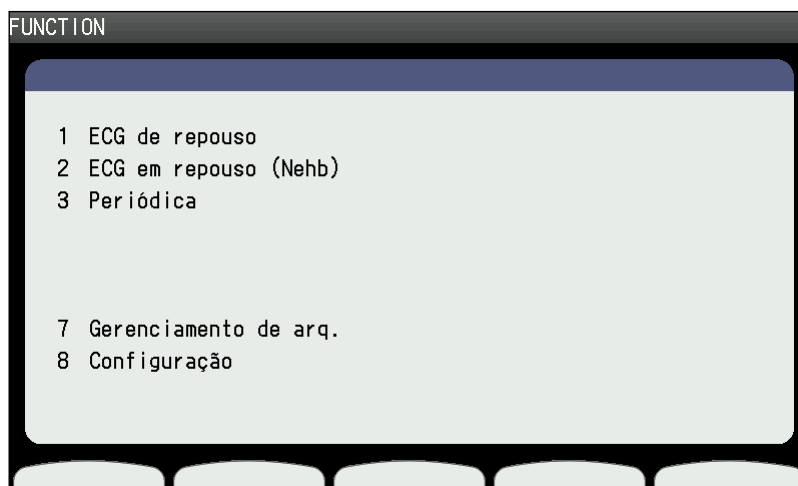 FUNCTION
1 ECG de repouso
2 ECG em repouso (Nehb)
3 Periódica
7 Gerenciamento de arq.
8 Configuração